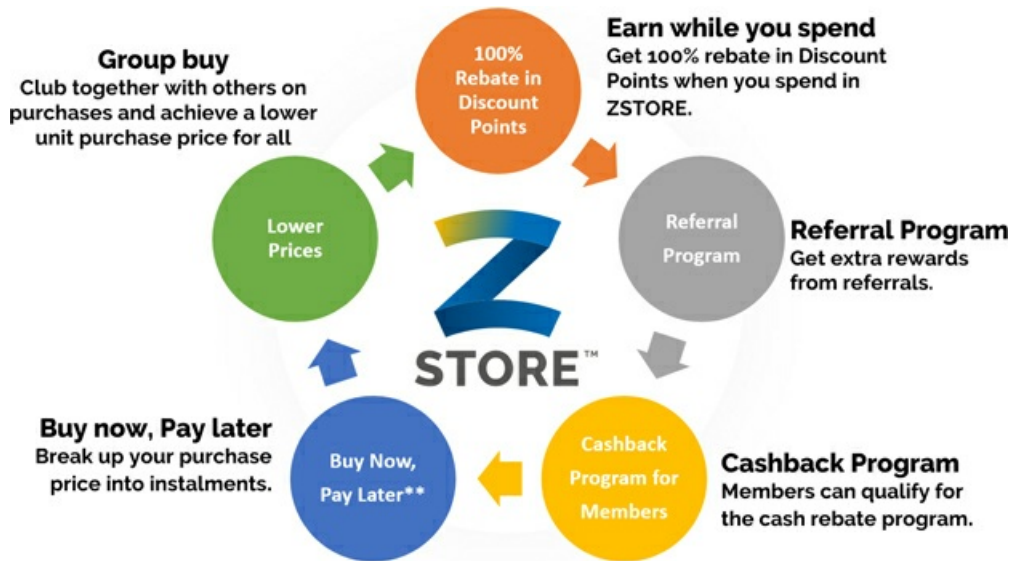 Group buy
Club together with others on
purchases and achieve a lower
unit purchase price for all
100%
Rebate in
Discount
Points
Earn while you spend
Get 100% rebate in Discount
Points when you spend in
ZSTORE.
Lower
Prices
Referral
Program
Referral Program
Get extra rewards
from referrals.
Z
STORE™
Buy now, Pay later
Break up your purchase
price into instalments.
Buy Now,
Pay Later**
Cashback
Program for
Members
Cashback Program
Members can qualify for
the cash rebate program.